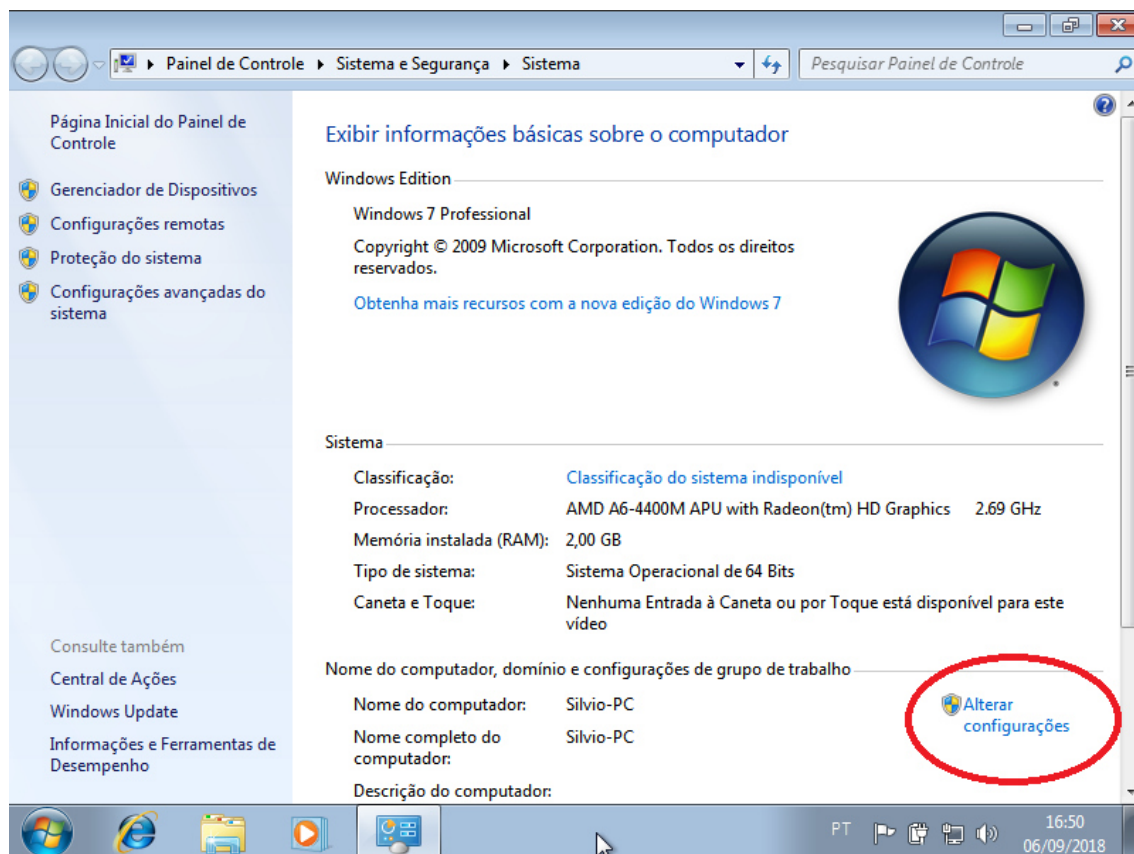 Painel de Controle ▸ Sistema e Segurança ▸ Sistema
Pesquisar Painel de Controle
Página Inicial do Painel de
Controle
Gerenciador de Dispositivos
Configurações remotas
Proteção do sistema
Configurações avançadas do
sistema
Consulte também
Central de Ações
Windows Update
Informações e Ferramentas de
Desempenho
Exibir informações básicas sobre o computador
Windows Edition
Windows 7 Professional
Copyright © 2009 Microsoft Corporation. Todos os direitos
reservados.
Obtenha mais recursos com a nova edição do Windows 7
Sistema
Classificação: Classificação do sistema indisponível
Processador: AMD A6-4400M APU with Radeon(tm) HD Graphics 2.69 GHz
Memória instalada (RAM): 2,00 GB
Tipo de sistema: Sistema Operacional de 64 Bits
Caneta e Toque: Nenhuma Entrada à Caneta ou por Toque está disponível para este
vídeo
Nome do computador, domínio e configurações de grupo de trabalho
Nome do computador: Silvio-PC
Alterar
configurações
Nome completo do Silvio-PC
computador:
Descrição do computador:
PT
16:50
06/09/2018